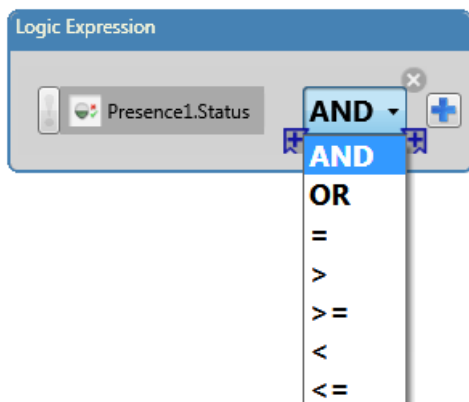 Logic Expression
Presence1.Status AND
AND
OR
=
>
>=
<
<=